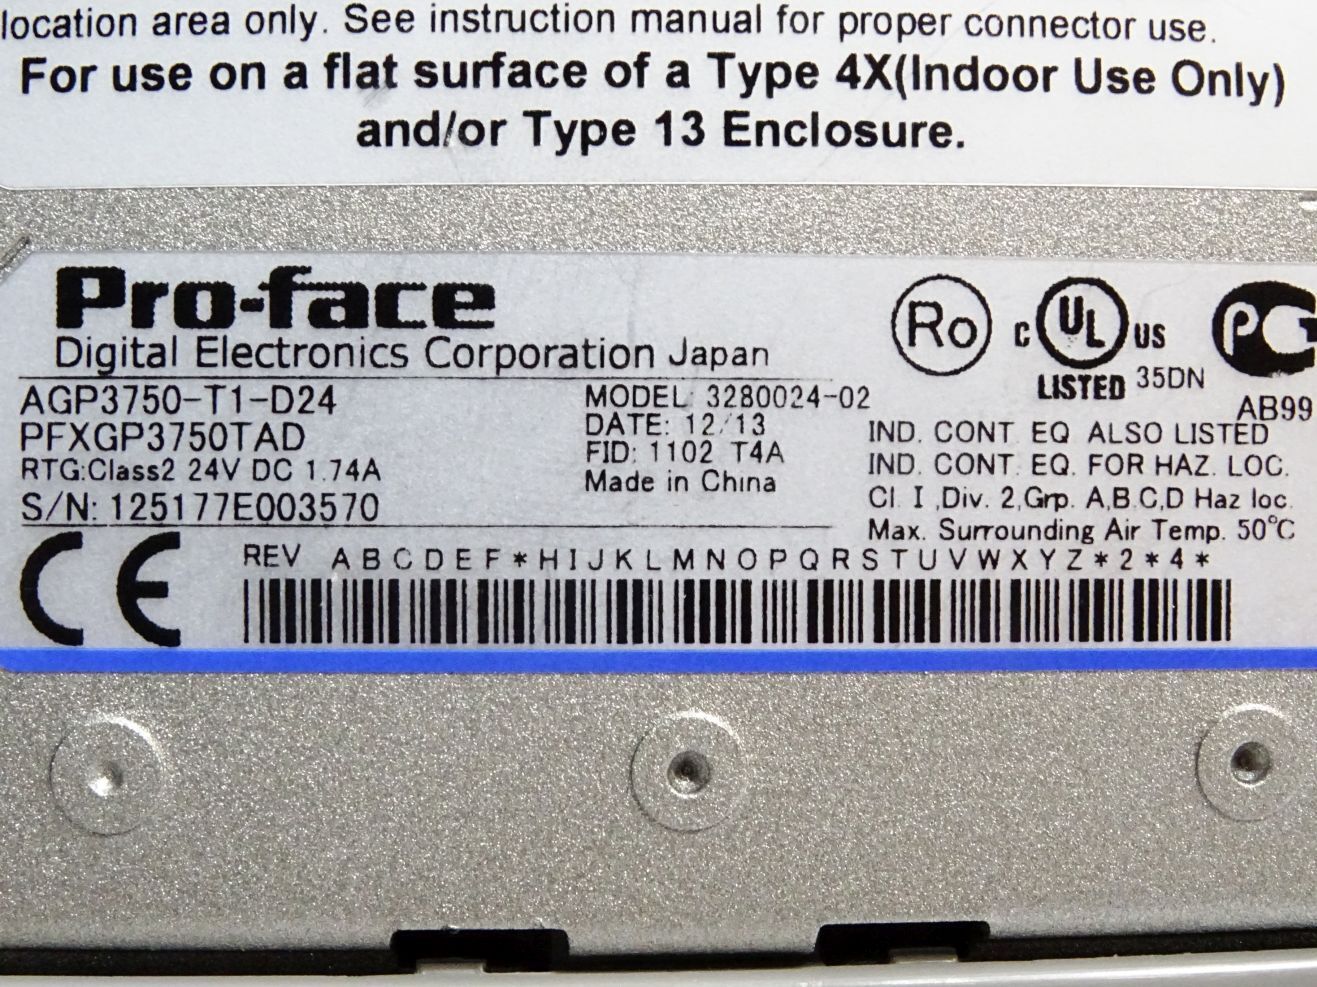 location area only. See instruction manual for proper connector use.
For use on a flat surface of a Type 4X(Indoor Use Only)
and/or Type 13 Enclosure.
Pro-face
Digital Electronics Corporation Japan
AGP3750-T1-D24
PFXGP3750TAD
RTG:Class2 24V DC 1.74A
S/N: 125177E003570
MODEL: 3280024-02
DATE: 12/13
FID: 1102 T4A
Made in China
Ro
C UL US
LISTED 35DN
PG
AB99
IND. CONT. EQ. ALSO LISTED
IND. CONT. EQ. FOR HAZ. LOC.
Cl. I ,Div. 2,Grp. A,B,C,D Haz loc.
Max. Surrounding Air Temp. 50°C
CE
REV A B C D E F * H I J K L M N O P Q R S T U V W X Y Z * 2 * 4 *